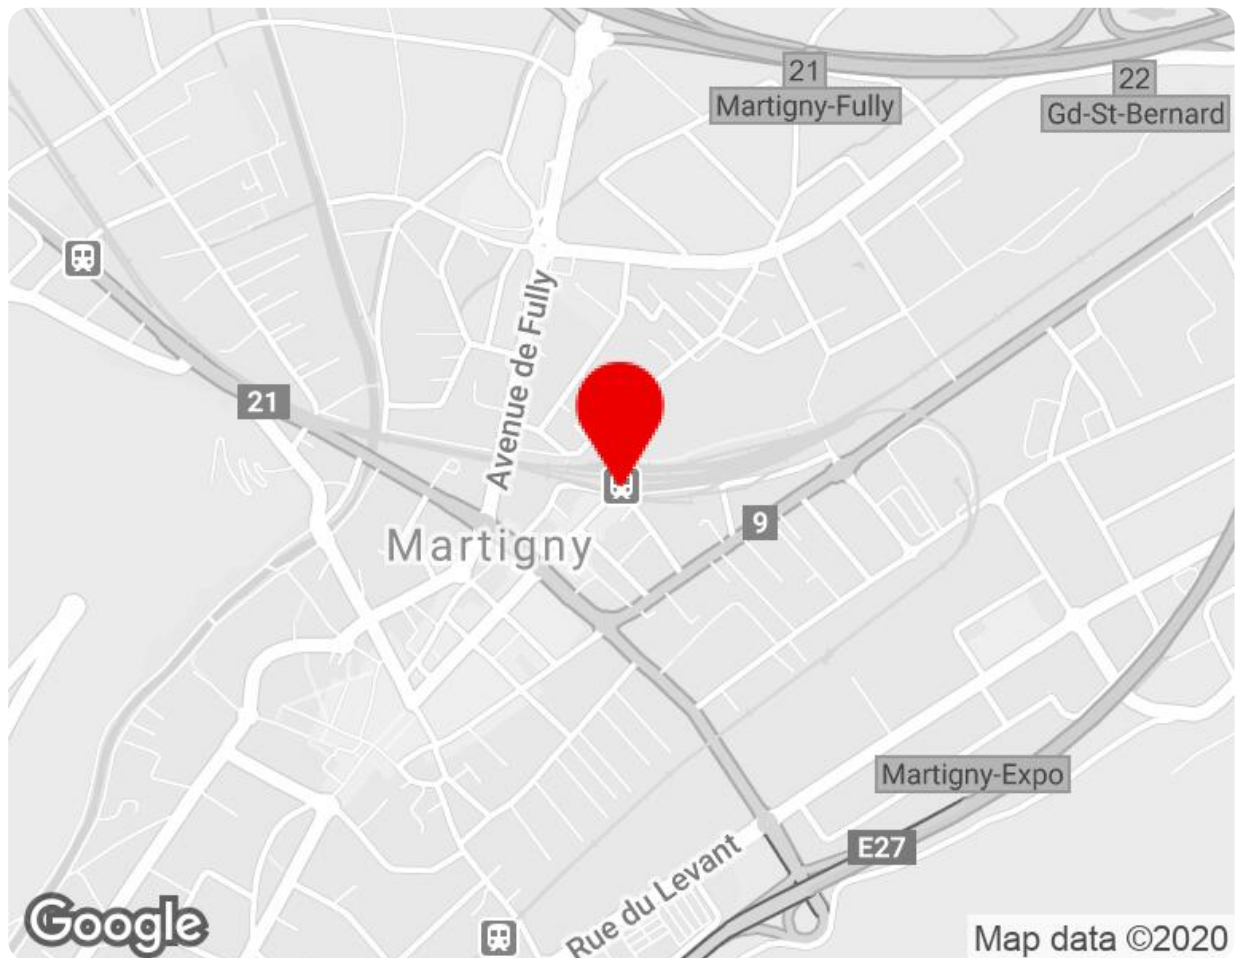 21
Martigny-Fully
22
Gd-St-Bernard
Avenue de Fully
21
9
Martigny
Martigny-Expo
E27
Rue du Levant
Google
Map data ©2020